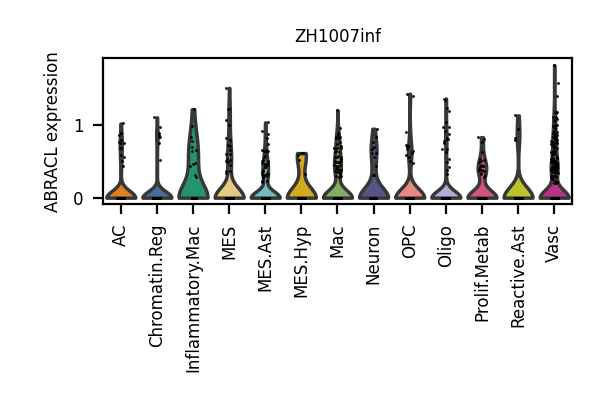 ZH1007inf
ABRACL expression
1
0
AC
Chromatin.Reg
Inflammatory.Mac
MES
MES.Ast
MES.Hyp
Mac
Neuron
OPC
Oligo
Prolif.Metab
Reactive.Ast
Vasc